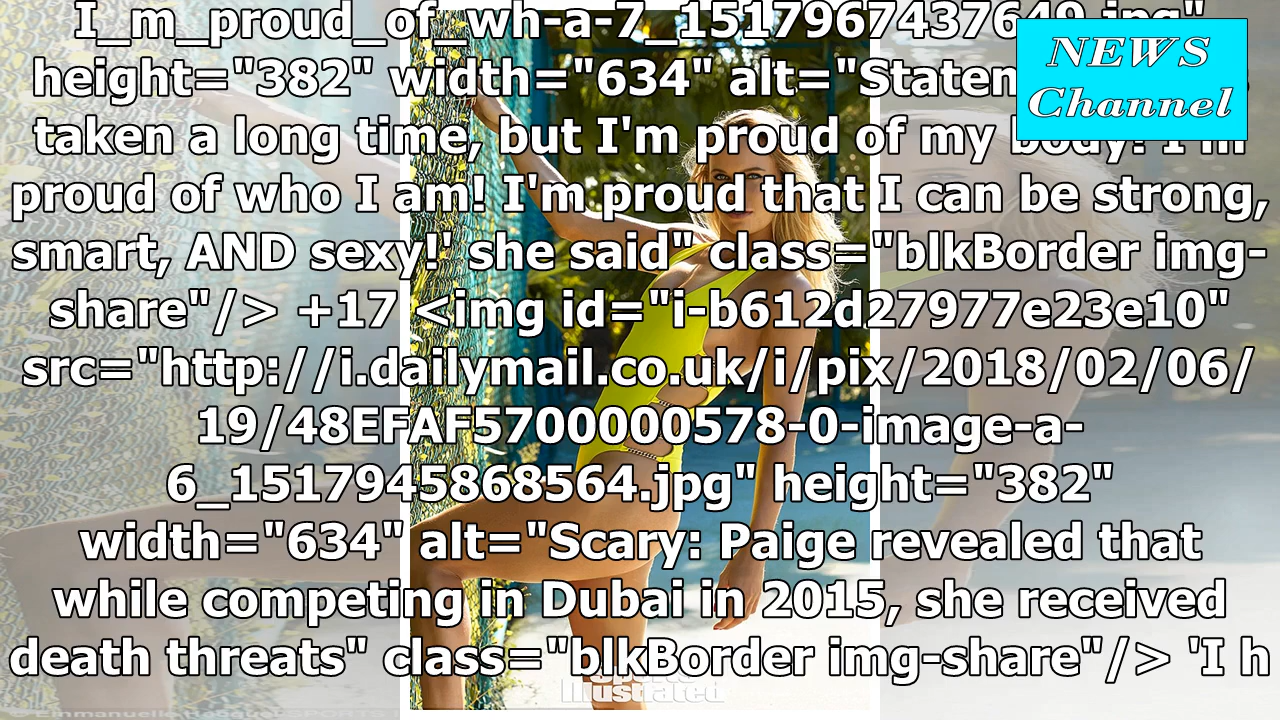 I_m_proud_of_wh-a-7_1517967437649.jpg"
NEWS
Channel
height="382" width="634" alt="Statem
taken a long time, but I'm proud of my body! I'm
proud of who I am! I'm proud that I can be strong,
smart, AND sexy!' she said" class="blkBorder img-
share"/> +17 <img id="i-b612d27977e23e10"
src="http://i.dailymail.co.uk/i/pix/2018/02/06/
19/48EFAF5700000578-0-image-a-
6_1517945868564.jpg" height="382"
width="634" alt="Scary: Paige revealed that
while competing in Dubai in 2015, she received
death threats" class="blkBorder img-share"/> 'I h
Sports
Illustrated
© Emmanuelle